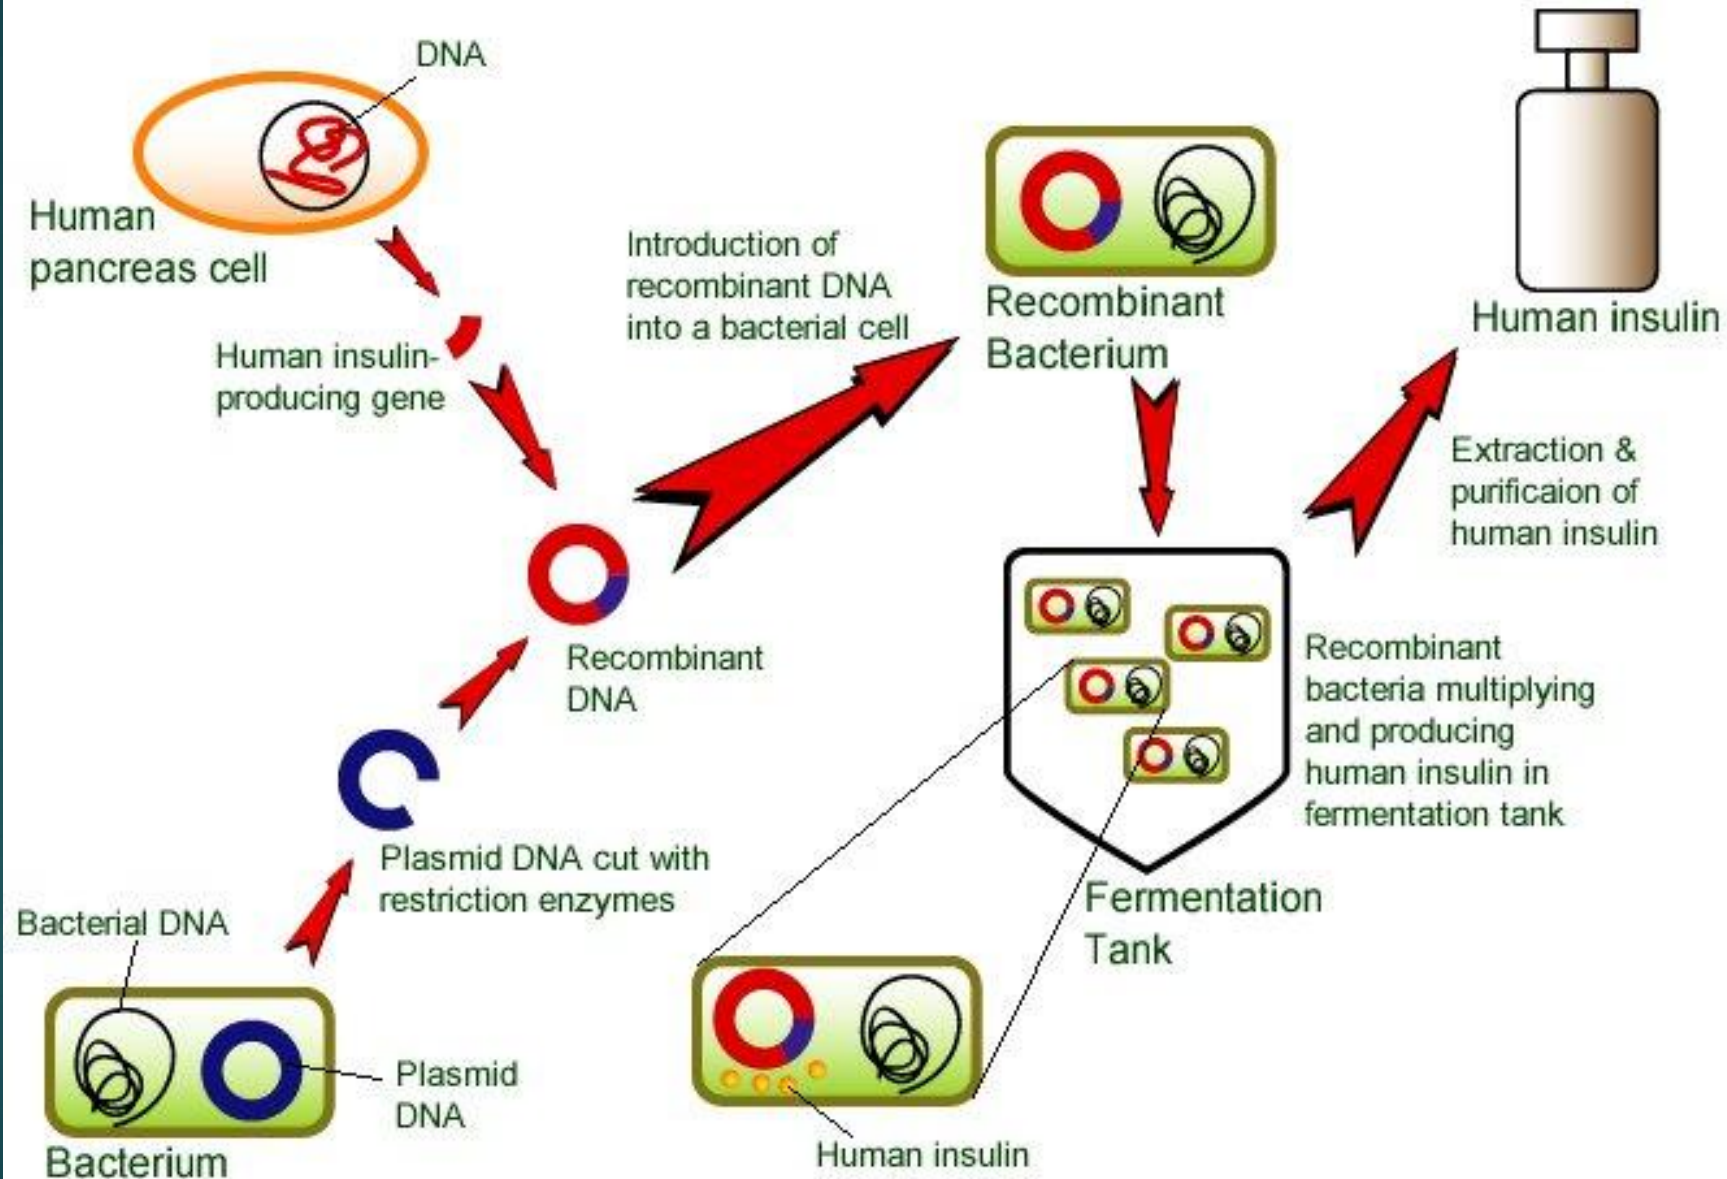 DNA
Human
pancreas cell
Human insulin-
producing gene
Introduction of
recombinant DNA
into a bacterial cell
Recombinant
Bacterium
Human insulin
Extraction &
purificaion of
human insulin
Recombinant
DNA
Recombinant
bacteria multiplying
and producing
human insulin in
fermentation tank
Plasmid DNA cut with
restriction enzymes
Fermentation
Tank
Bacterial DNA
Plasmid
DNA
Bacterium
Human insulin